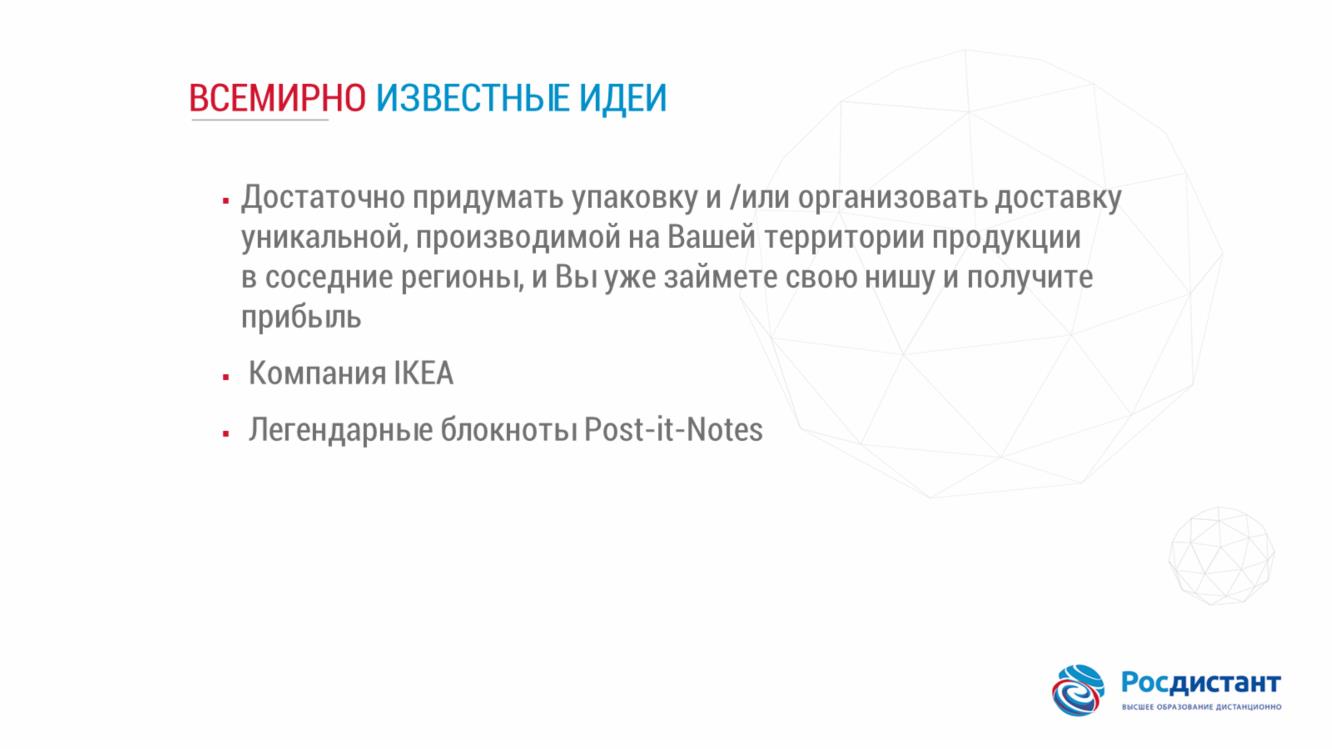 ВСЕМИРНО ИЗВЕСТНЫЕ ИДЕИ
▪ Достаточно придумать упаковку и /или организовать доставку
уникальной, производимой на Вашей территории продукции
в соседние регионы, и Вы уже займете свою нишу и получите
прибыль
▪ Компания IKEA
▪ Легендарные блокноты Post-it-Notes
Росдистант
ВЫСШЕЕ ОБРАЗОВАНИЕ ДИСТАНЦИОННО